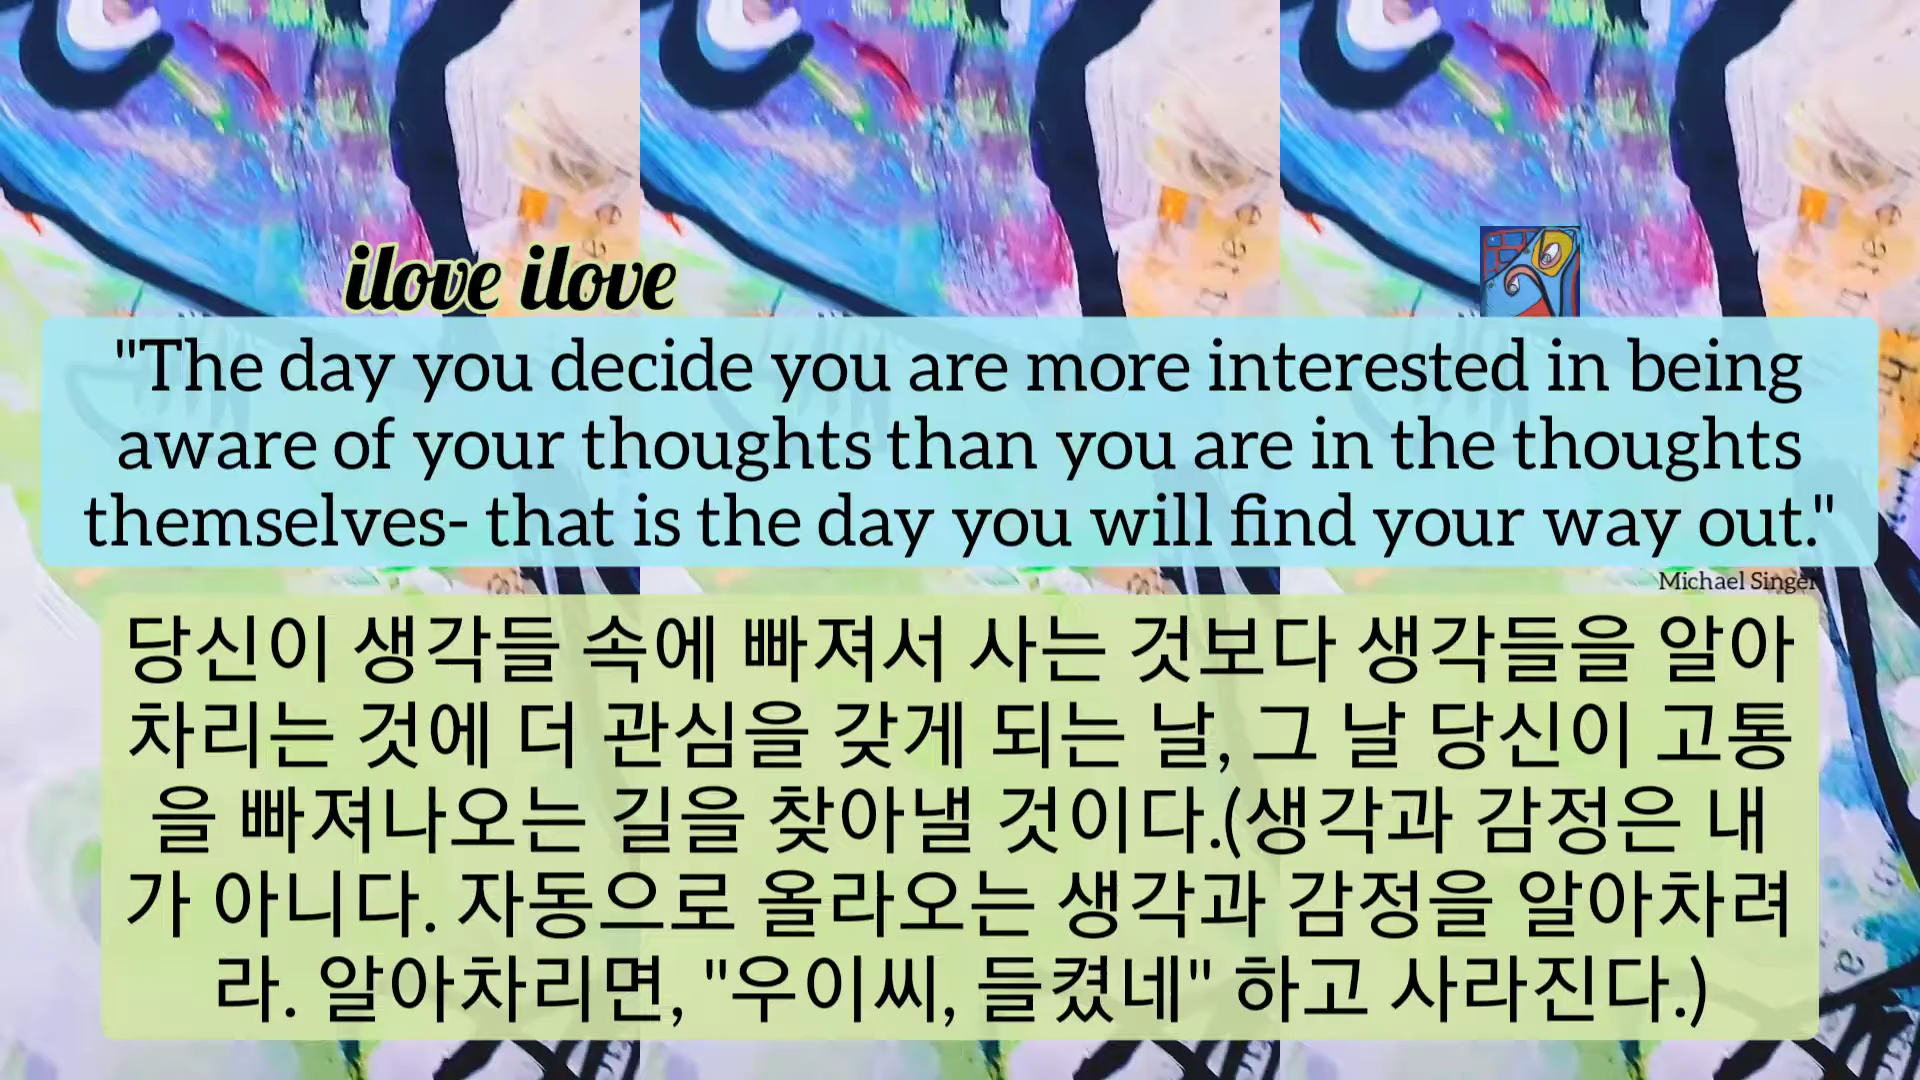 ilove ilove
"The day you decide you are more interested in being
aware of your thoughts than you are in the thoughts
themselves- that is the day you will find your way out."
Michael Singer
당신이 생각들 속에 빠져서 사는 것보다 생각들을 알아
차리는 것에 더 관심을 갖게 되는 날, 그 날 당신이 고통
을 빠져나오는 길을 찾아낼 것이다.(생각과 감정은 내
가 아니다. 자동으로 올라오는 생각과 감정을 알아차려
라. 알아차리면, "우이씨, 들켰네" 하고 사라진다.)